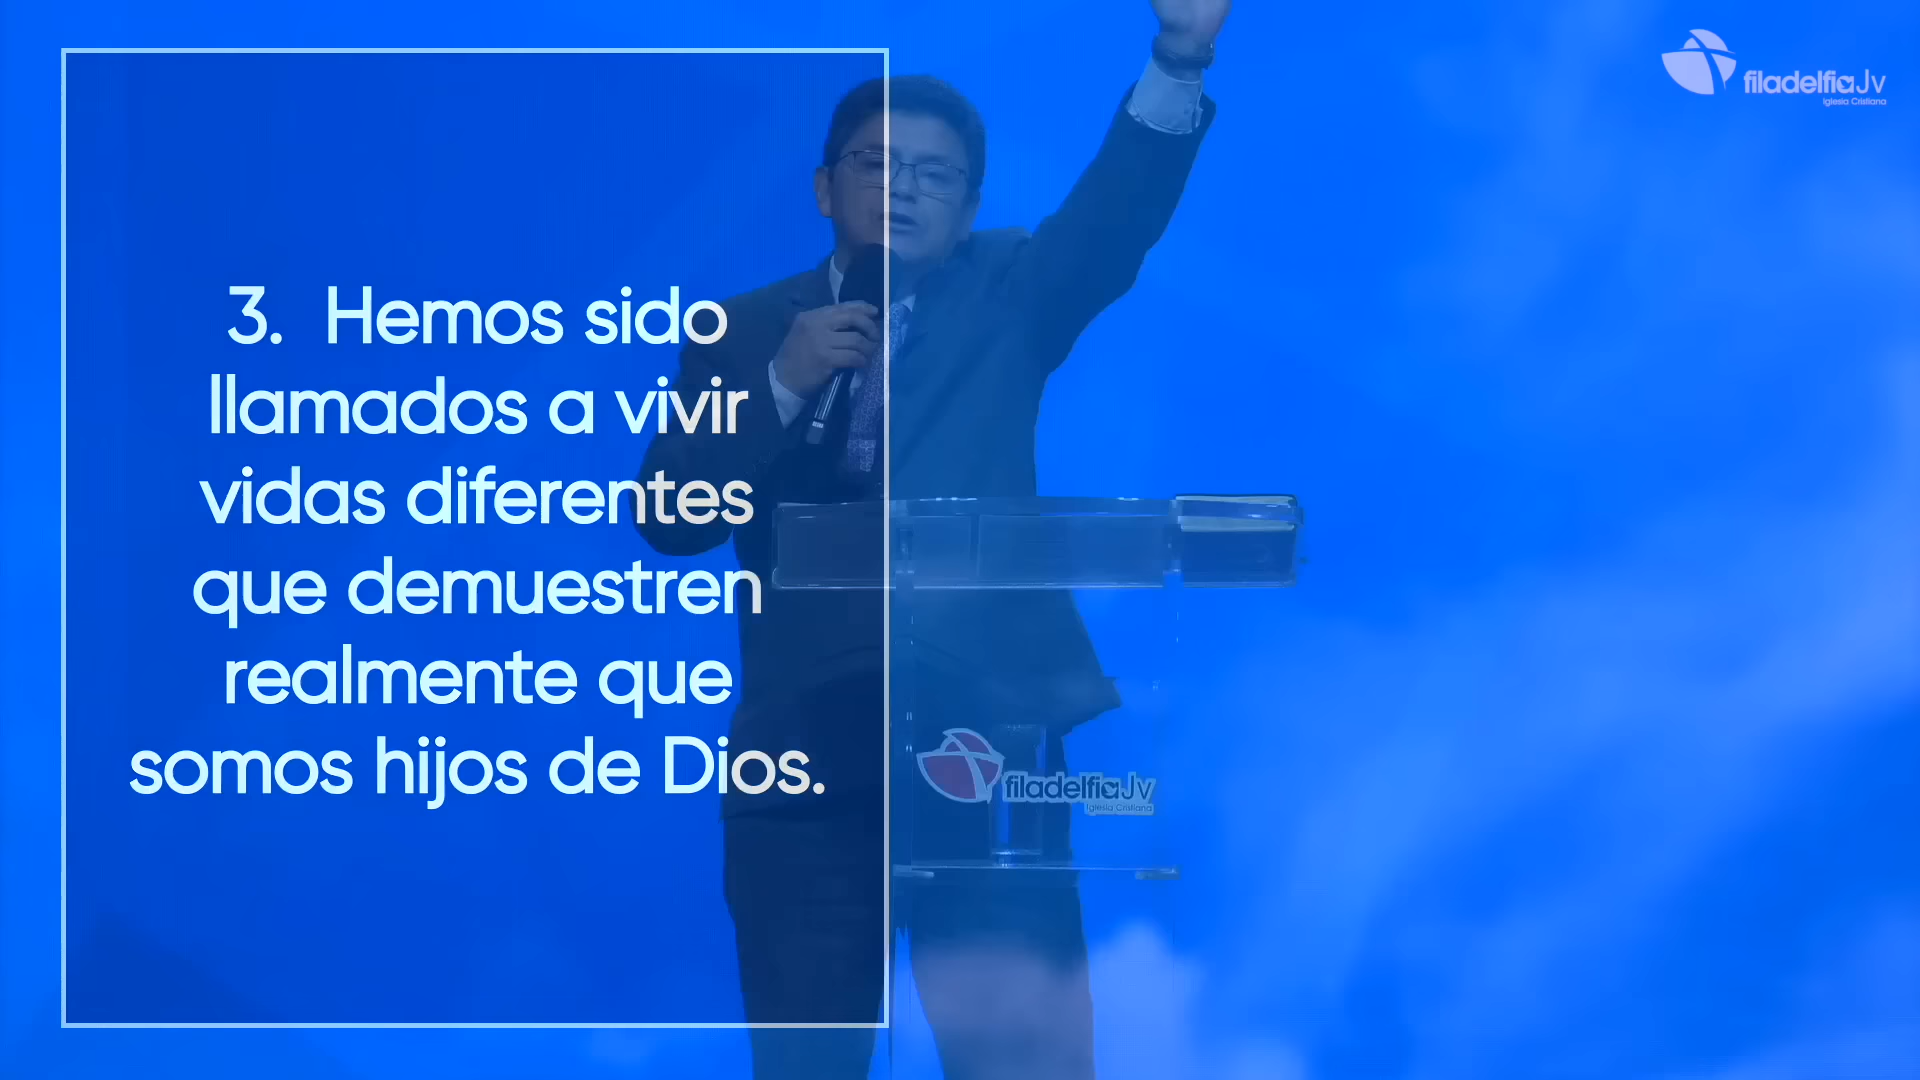 filadelfiaJv
Iglesia Cristiana
3. Hemos sido
llamados a vivir
vidas diferentes
que demuestren
realmente que
somos hijos de Dios.
filadelfiaJv
Iglesia Cristiana